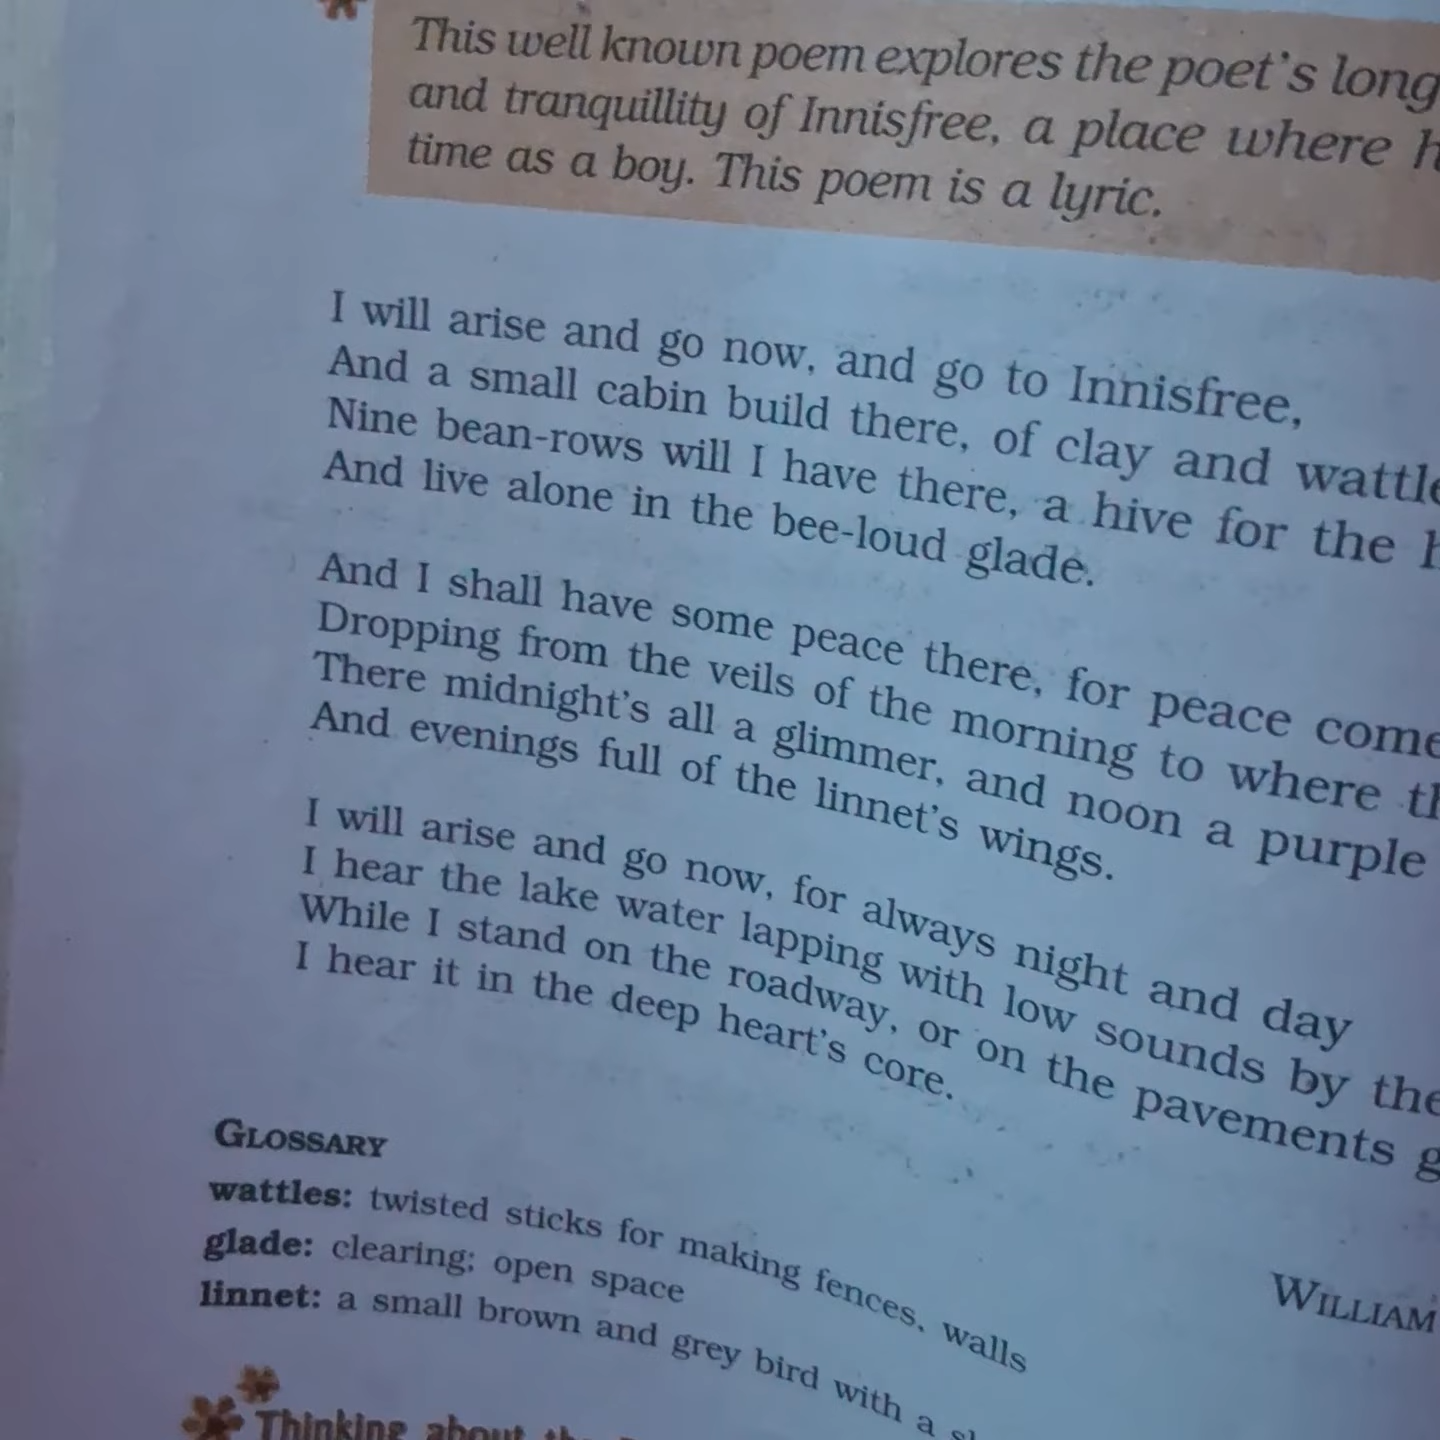 This well known poem explores the poet's long
and tranquillity of Innisfree, a place where
time as a boy. This poem is a lyric.
I will arise and go now, and go to Innisfree,
And a small cabin build there, of clay and wattle
Nine bean-rows will I have there, a hive for the
And live alone in the bee-loud glade.
And I shall have some peace there, for peace come
Dropping from the veils of the morning to where
There midnight's all a glimmer, and noon a purple
And evenings full of the linnet's wings.
I will arise and go now, for always night and day
I hear the lake water lapping with low sounds by the
While I stand on the roadway, or on the pavements
I hear it in the deep heart's core.
GLOSSARY
wattles: twisted sticks for making fences, walls
glade: clearing; open space
linnet: a small brown and grey bird with a
WILLIAM
Thinking about